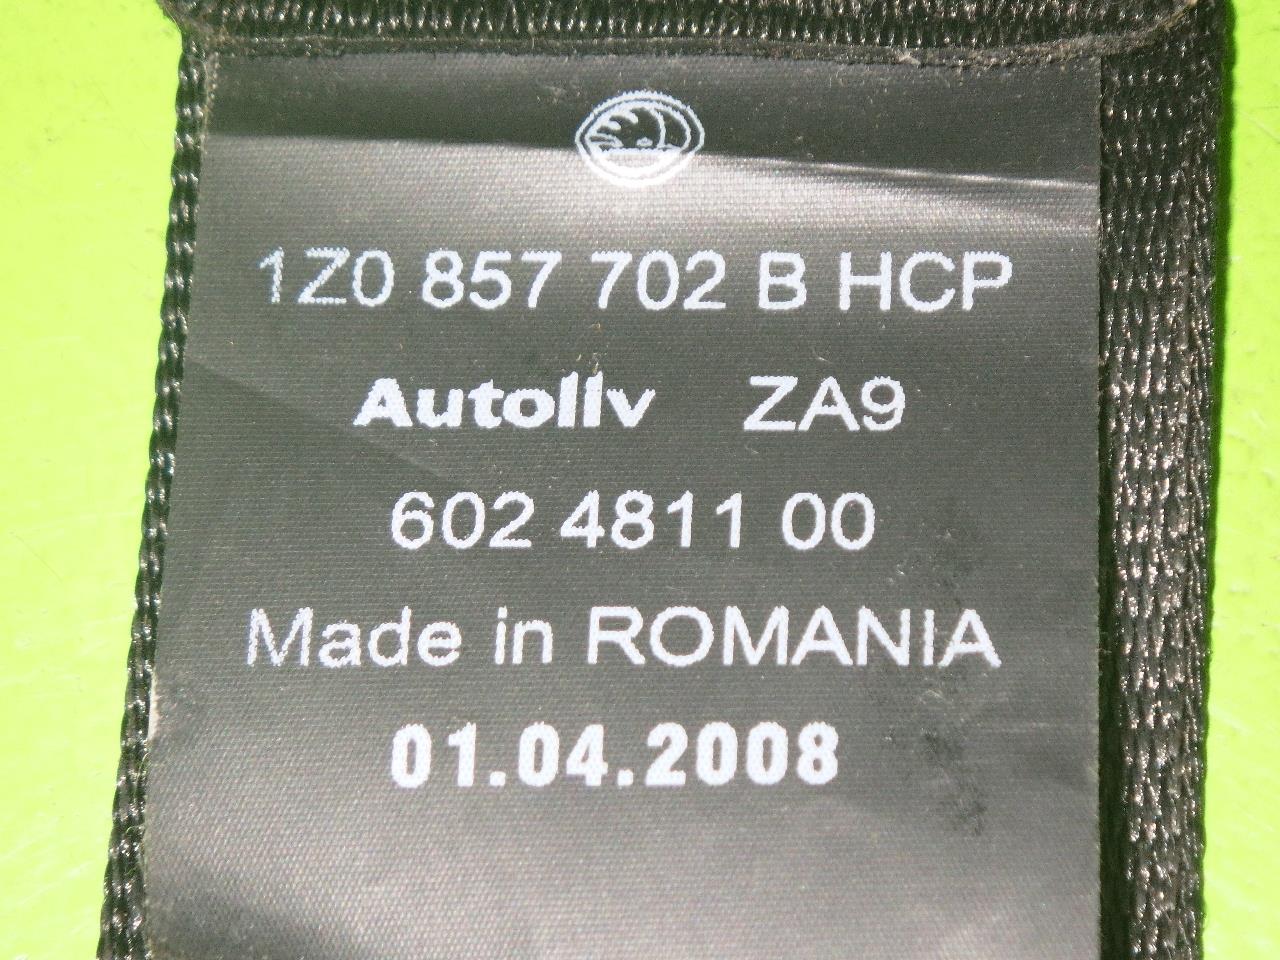 1Z0 857 702 B HCP
Autoliv ZA9
602 4811 00
Made in ROMANIA
01.04.2008